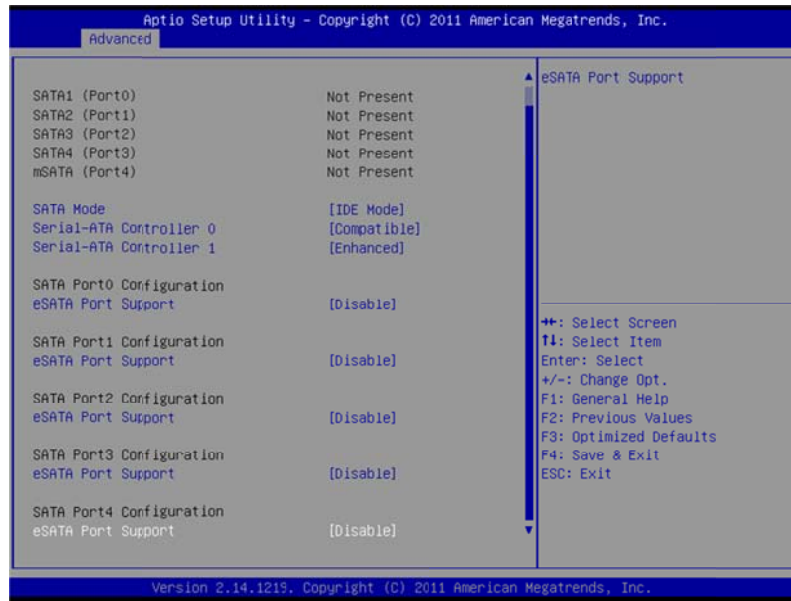 Aptio Setup Utility – Copyright (C) 2011 American Megatrends, Inc.
Advanced
SATA1 (Port0) Not Present
SATA2 (Port1) Not Present
SATA3 (Port2) Not Present
SATA4 (Port3) Not Present
mSATA (Port4) Not Present
SATA Mode [IDE Mode]
Serial-ATA Controller 0 [Compatible]
Serial-ATA Controller 1 [Enhanced]
SATA Port0 Configuration
eSATA Port Support [Disable]
SATA Port1 Configuration
eSATA Port Support [Disable]
SATA Port2 Configuration
eSATA Port Support [Disable]
SATA Port3 Configuration
eSATA Port Support [Disable]
SATA Port4 Configuration
eSATA Port Support [Disable]
eSATA Port Support
→←: Select Screen
↑↓: Select Item
Enter: Select
+/-: Change Opt.
F1: General Help
F2: Previous Values
F3: Optimized Defaults
F4: Save & Exit
ESC: Exit
Version 2.14.1219. Copyright (C) 2011 American Megatrends, Inc.